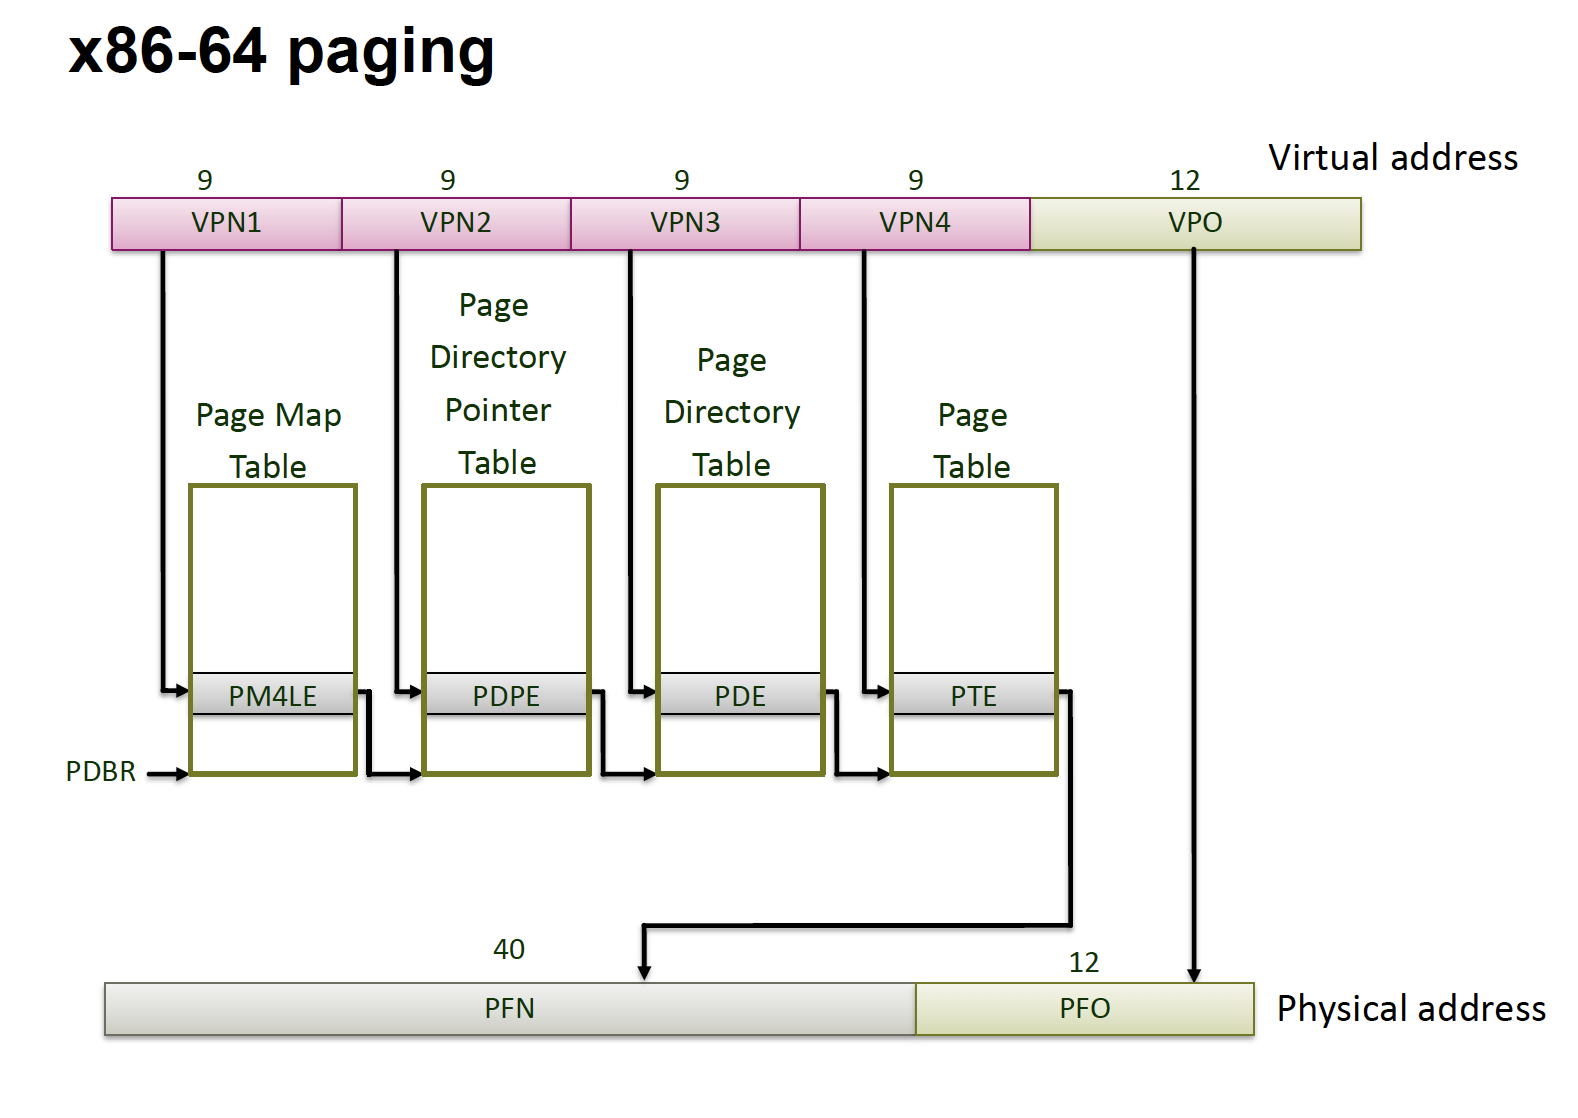 x86-64 paging
Virtual address
9 9 9 9 12
VPN1 VPN2 VPN3 VPN4 VPO
Page Map
Table
Page
Directory
Pointer
Table
Page
Directory
Table
Page
Table
PM4LE PDPE PDE PTE
PDBR
40 12
PFN PFO
Physical address